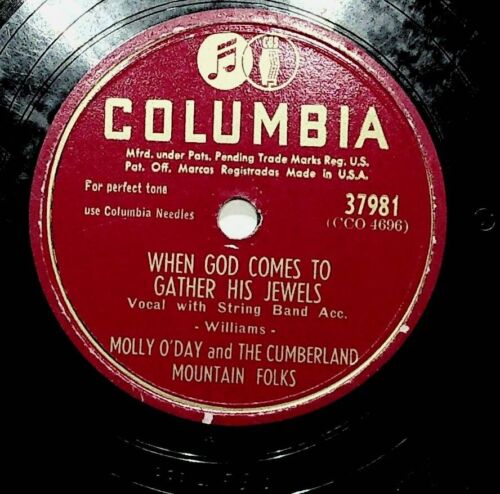 COLUMBIA
Mfrd. under Pats. Pending Trade Marks Reg. U.S.
Pat. Off. Marcas Registradas Made in U.S.A.
For perfect tone
use Columbia Needles
37981
(CCO 4696)
WHEN GOD COMES TO
GATHER HIS JEWELS
Vocal with String Band Acc.
- Williams -
MOLLY O'DAY and THE CUMBERLAND
MOUNTAIN FOLKS